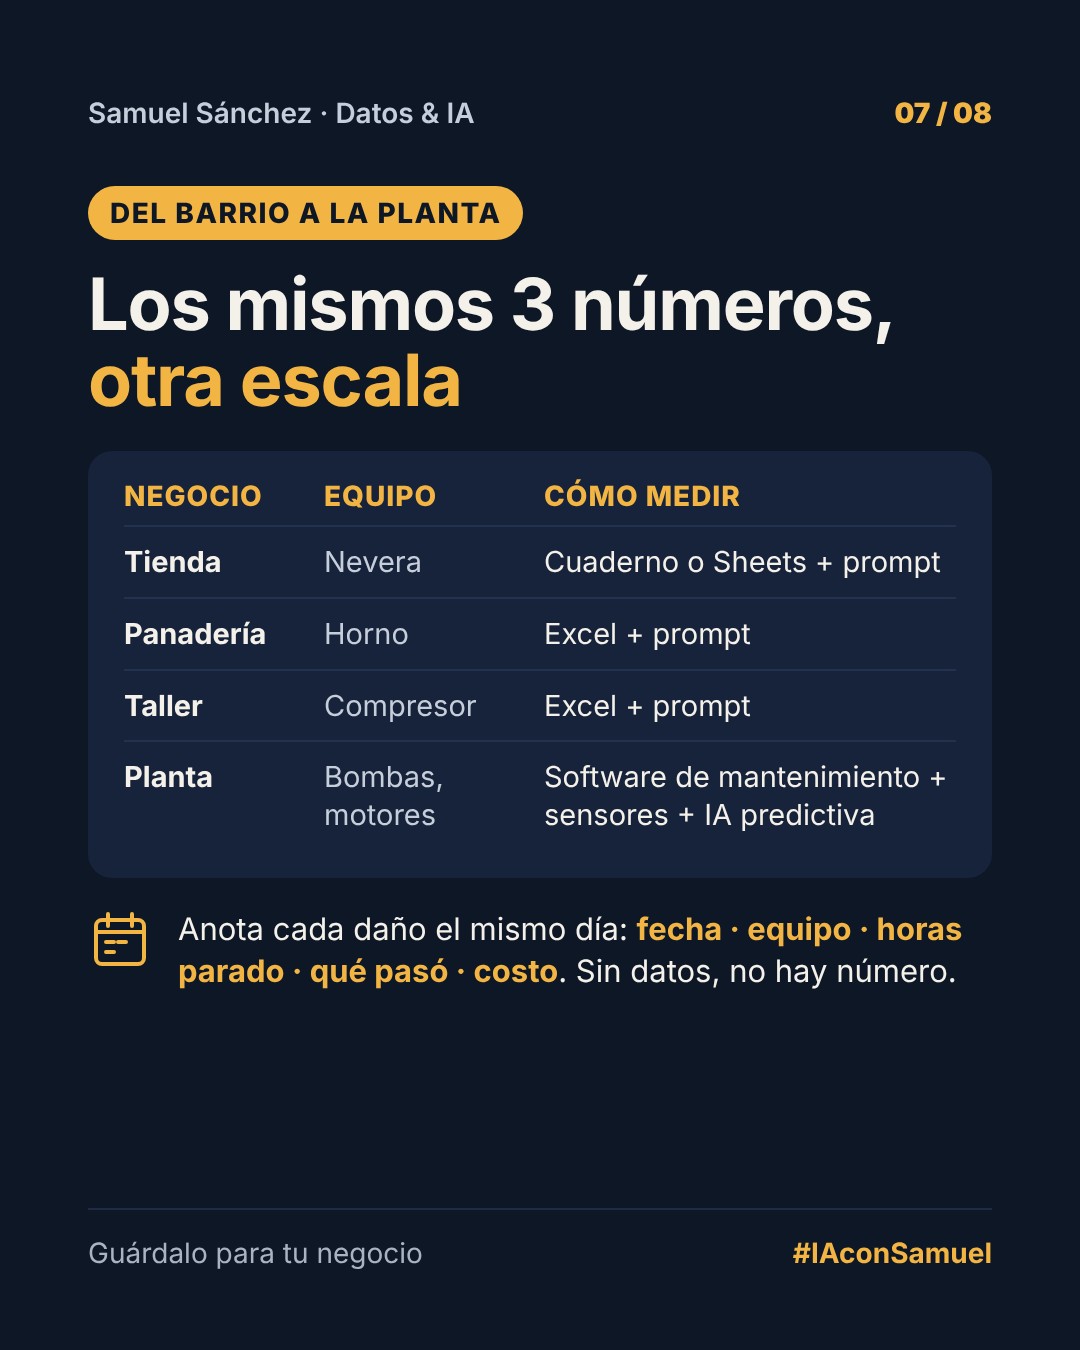 Samuel Sánchez · Datos & IA
07 / 08
DEL BARRIO A LA PLANTA
Los mismos 3 números,
otra escala
NEGOCIO EQUIPO CÓMO MEDIR
Tienda Nevera Cuaderno o Sheets + prompt
Panadería Horno Excel + prompt
Taller Compresor Excel + prompt
Planta Bombas, motores Software de mantenimiento +
sensores + IA predictiva
Anota cada daño el mismo día: fecha · equipo · horas
parado · qué pasó · costo. Sin datos, no hay número.
Guárdalo para tu negocio
#IAconSamuel